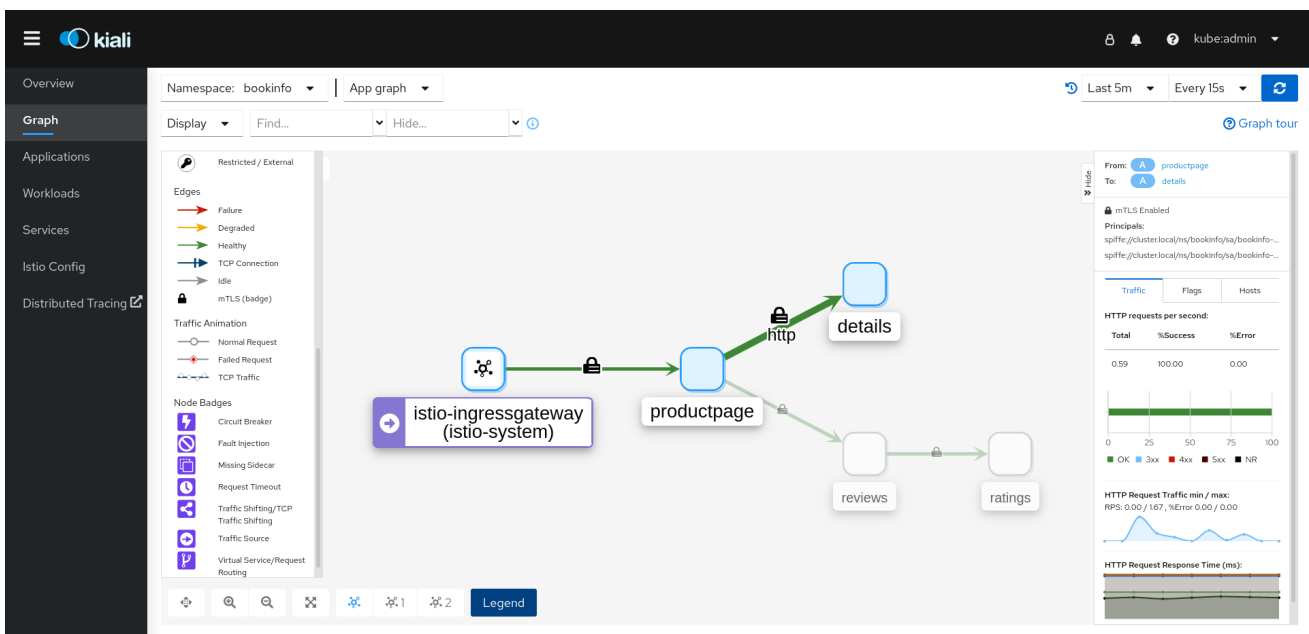 kiali
kube:admin
Overview
Graph
Applications
Workloads
Services
Istio Config
Distributed Tracing
Namespace: bookinfo
App graph
Last 5m
Every 15s
Display
Find...
Hide...
Graph tour
Restricted / External
Edges
Failure
Degraded
Healthy
TCP Connection
Idle
mTLS (badge)
Traffic Animation
Normal Request
Failed Request
TCP Traffic
Node Badges
Circuit Breaker
Fault Injection
Missing Sidecar
Request Timeout
Traffic Shifting/TCP
Traffic Shifting
Traffic Source
Virtual Service/Request
Routing
1
2
Legend
istio-ingressgateway
(istio-system)
productpage
http
details
reviews
ratings
Hide
From: A productpage
To: A details
mTLS Enabled
Principals:
spiffe://cluster.local/ns/bookinfo/sa/bookinfo-...
spiffe://cluster.local/ns/bookinfo/sa/bookinfo-...
Traffic Flags Hosts
HTTP requests per second:
Total %Success %Error
0.59 100.00 0.00
0 25 50 75 100
OK 3xx 4xx 5xx NR
HTTP Request Traffic min / max:
RPS: 0.00 / 1.67 , %Error 0.00 / 0.00
HTTP Request Response Time (ms):